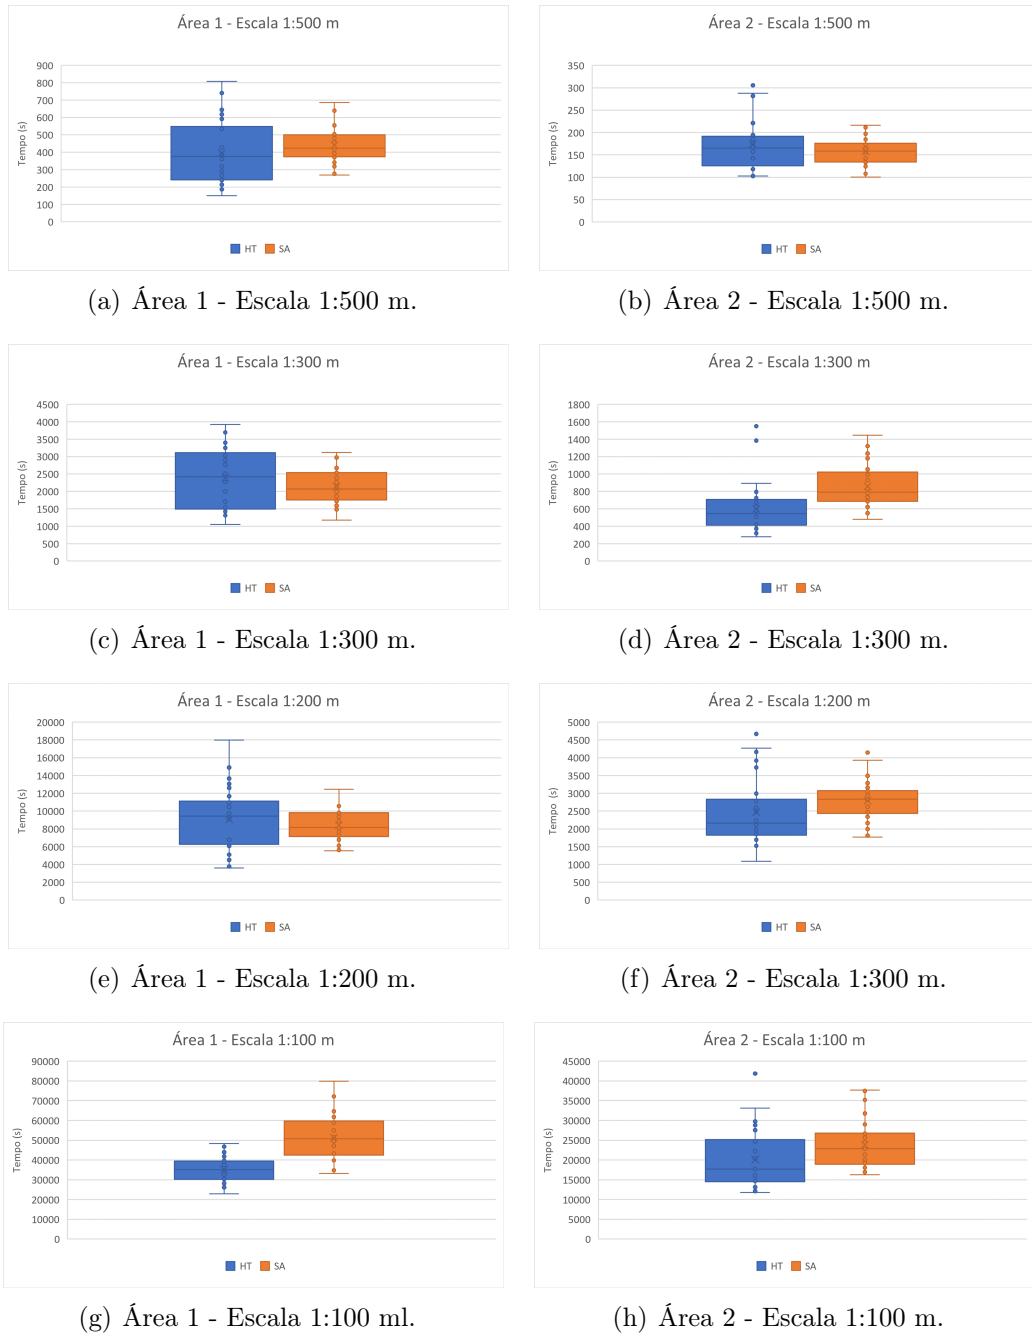 Área 1 - Escala 1:500 m
900
800
700
600
500
400
300
200
100
0
Tempo (s)
HT SA
(a) Área 1 - Escala 1:500 m.
Área 2 - Escala 1:500 m
350
300
250
200
150
100
50
0
Tempo (s)
HT SA
(b) Área 2 - Escala 1:500 m.
Área 1 - Escala 1:300 m
4500
4000
3500
3000
2500
2000
1500
1000
500
0
Tempo (s)
HT SA
(c) Área 1 - Escala 1:300 m.
Área 2 - Escala 1:300 m
1800
1600
1400
1200
1000
800
600
400
200
0
Tempo (s)
HT SA
(d) Área 2 - Escala 1:300 m.
Área 1 - Escala 1:200 m
20000
18000
16000
14000
12000
10000
8000
6000
4000
2000
0
Tempo (s)
HT SA
(e) Área 1 - Escala 1:200 m.
Área 2 - Escala 1:200 m
5000
4500
4000
3500
3000
2500
2000
1500
1000
500
0
Tempo (s)
HT SA
(f) Área 2 - Escala 1:300 m.
Área 1 - Escala 1:100 m
90000
80000
70000
60000
50000
40000
30000
20000
10000
0
Tempo (s)
HT SA
(g) Área 1 - Escala 1:100 ml.
Área 2 - Escala 1:100 m
45000
40000
35000
30000
25000
20000
15000
10000
5000
0
Tempo (s)
HT SA
(h) Área 2 - Escala 1:100 m.